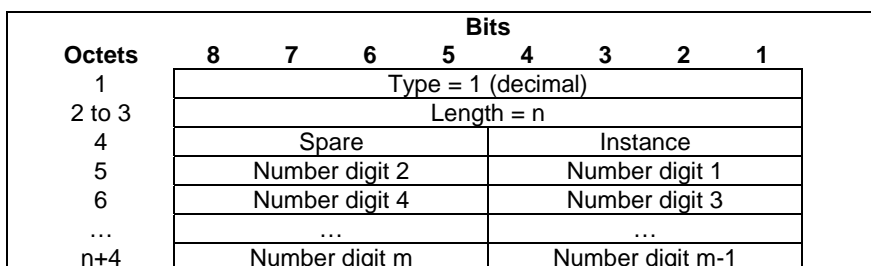 Bits
Octets 8 7 6 5 4 3 2 1
1 Type = 1 (decimal)
2 to 3 Length = n
4 Spare Instance
5 Number digit 2 Number digit 1
6 Number digit 4 Number digit 3
… … …
n+4 Number digit m Number digit m-1